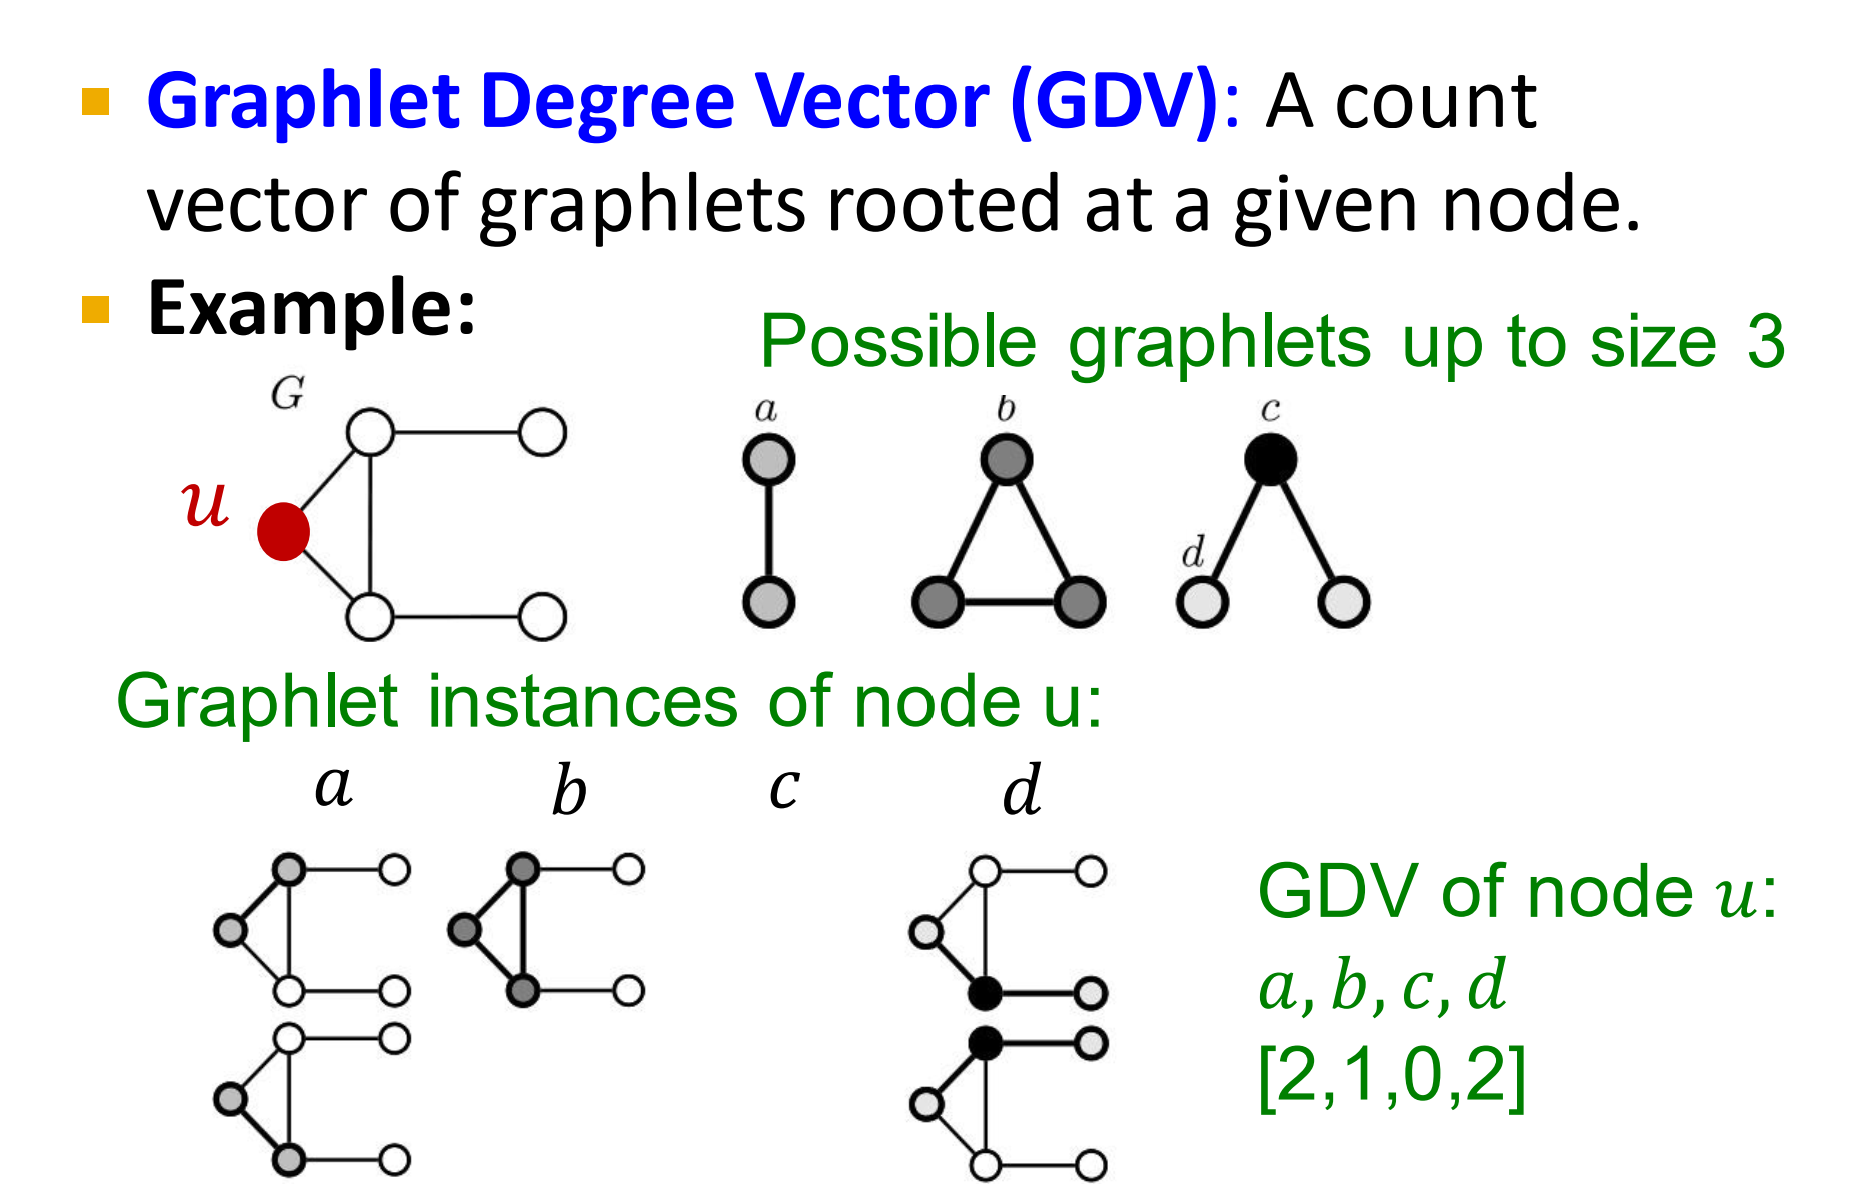 Graphlet Degree Vector (GDV): A count
vector of graphlets rooted at a given node.
Example:
Possible graphlets up to size 3
G
u
a
b
c
d
Graphlet instances of node u:
a b c d
GDV of node u:
a, b, c, d
[2,1,0,2]